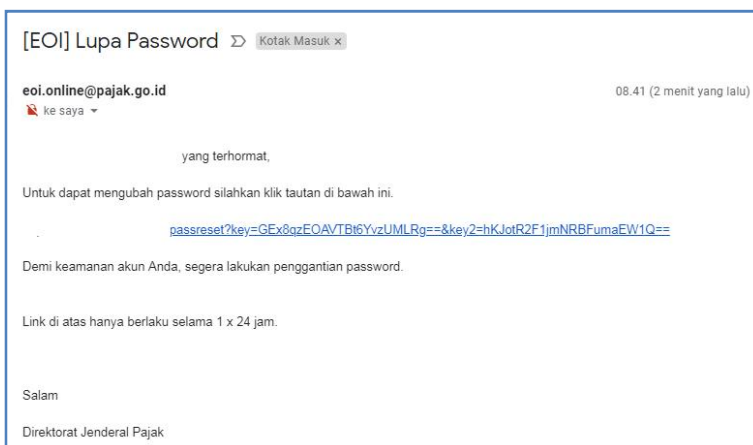 [EOI] Lupa Password Kotak Masuk x
eoi.online@pajak.go.id 08.41 (2 menit yang lalu)
ke saya
yang terhormat,
Untuk dapat mengubah password silahkan klik tautan di bawah ini.
passreset?key=GEx8qzEOAVTBt6YvzUMLRg==&key2=hKJotR2F1jmNRBFumaEW1Q==
Demi keamanan akun Anda, segera lakukan penggantian password.
Link di atas hanya berlaku selama 1 x 24 jam.
Salam
Direktorat Jenderal Pajak